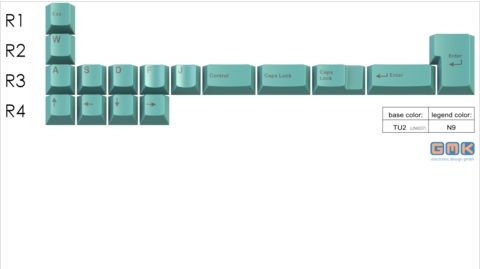 R1 Esc
R2 W Enter
R3 A S D F J Control Caps Lock Caps Lock Enter
R4
base color: legend color:
TU2 N9
GMK
electronic design gmbh